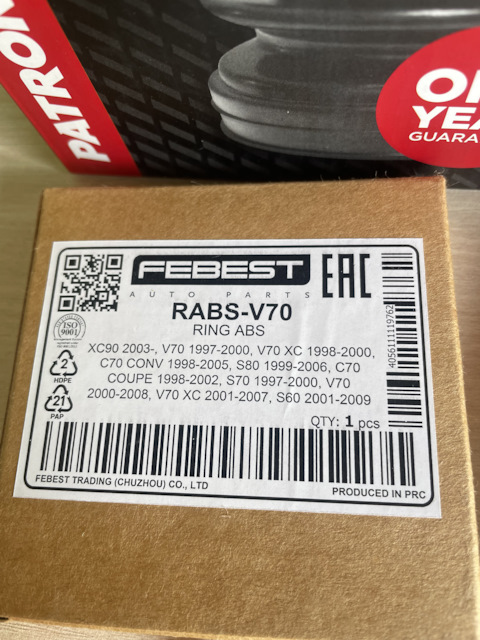 PATRON
YEA
GUARA
FEBEST
EAC
AUTO PARTS
RABS-V70
RING ABS
XC90 2003-, V70 1997-2000, V70 XC 1998-2000,
C70 CONV 1998-2005, S80 1999-2006, C70
COUPE 1998-2002, S70 1997-2000, V70
2000-2008, V70 XC 2001-2007, S60 2001-2009
QTY: 1 pcs
ISO
9001
2
HDPE
21
PAP
4056111119762
FEBEST TRADING (CHUZHOU) CO., LTD
PRODUCED IN PRC